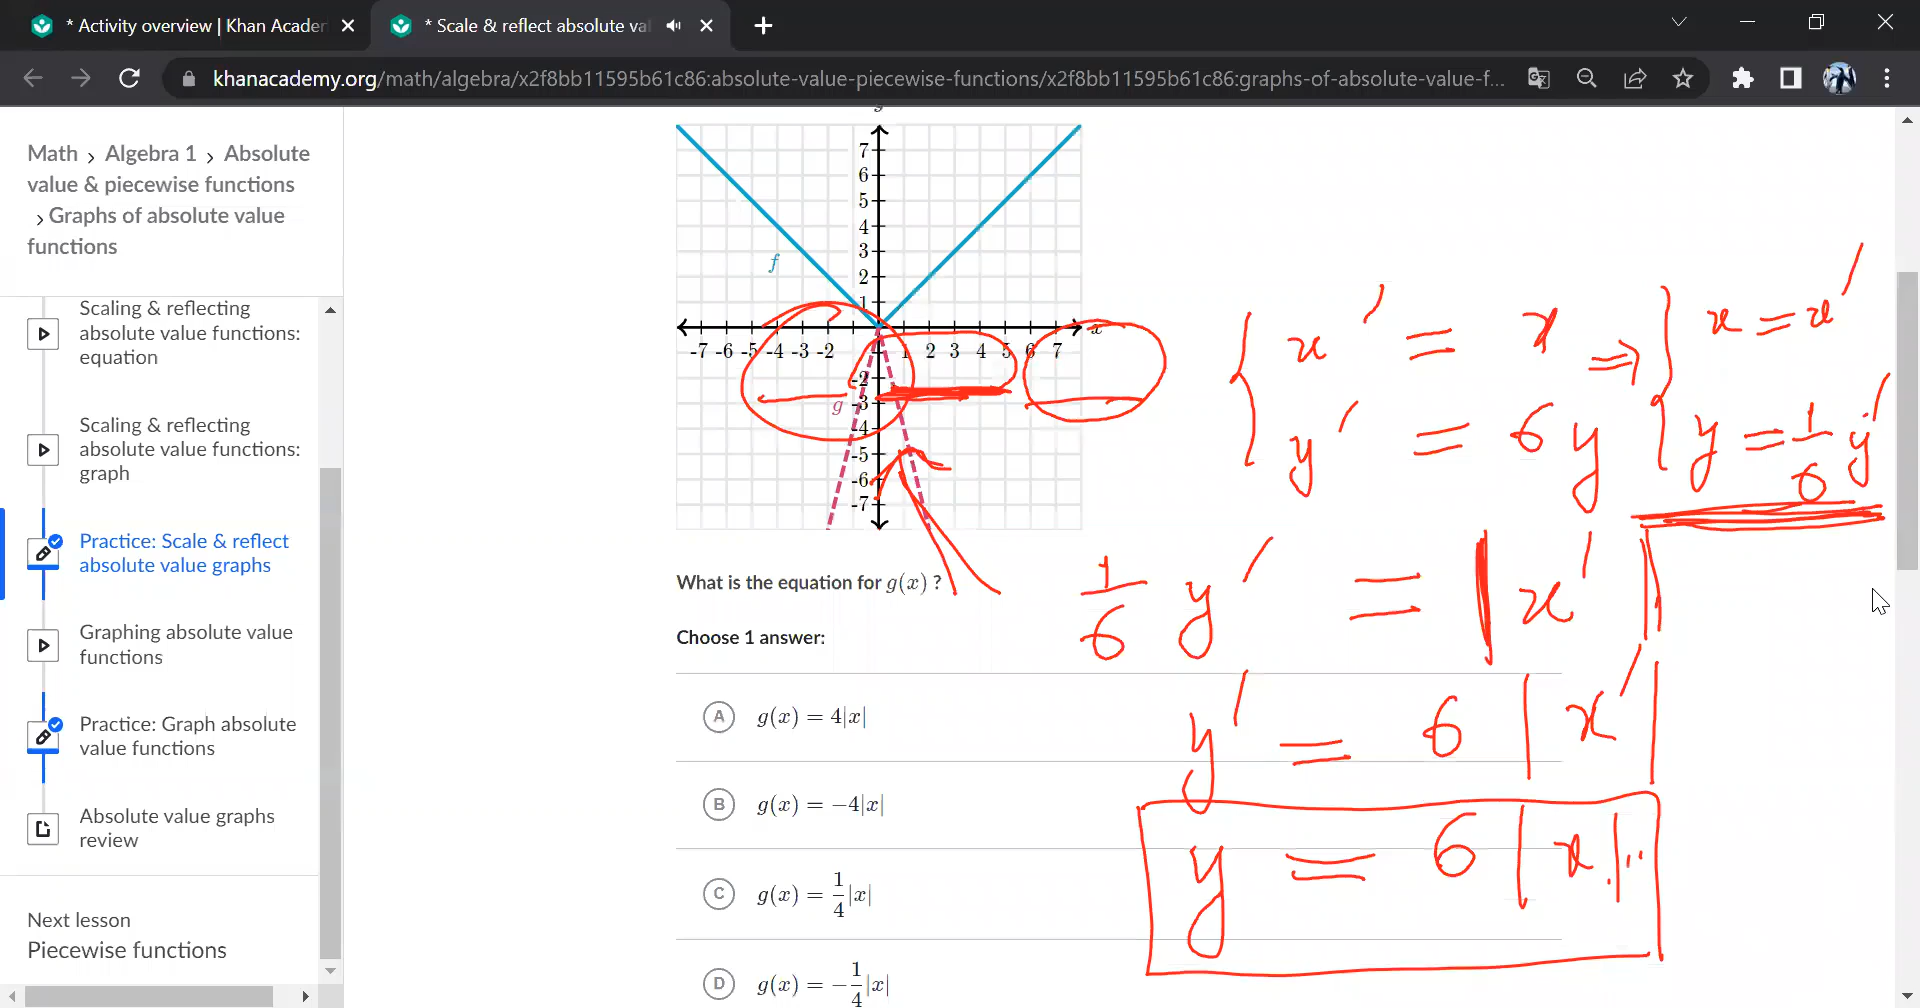 * Activity overview | Khan Acader
* Scale & reflect absolute va
khanacademy.org/math/algebra/x2f8bb11595b61c86:absolute-value-piecewise-functions/x2f8bb11595b61c86:graphs-of-absolute-value-f...
Math › Algebra 1 › Absolute
value & piecewise functions
› Graphs of absolute value
functions
Scaling & reflecting
absolute value functions:
equation
Scaling & reflecting
absolute value functions:
graph
Practice: Scale & reflect
absolute value graphs
Graphing absolute value
functions
Practice: Graph absolute
value functions
Absolute value graphs
review
Next lesson
Piecewise functions
7
6
5
4
3
2
1
f
x
-7 -6 -5 -4 -3 -2 1 2 3 4 5 6 7
-2
g -3
-4
-5
-6
-7
x' = x ⇒ x = x'
y' = 6y y = 1/6 y'
1/6 y' = |x'|
y' = 6|x'|
y = 6|x|
What is the equation for g(x) ?
Choose 1 answer:
A g(x) = 4|x|
B g(x) = −4|x|
C g(x) = 1/4|x|
D g(x) = −1/4|x|